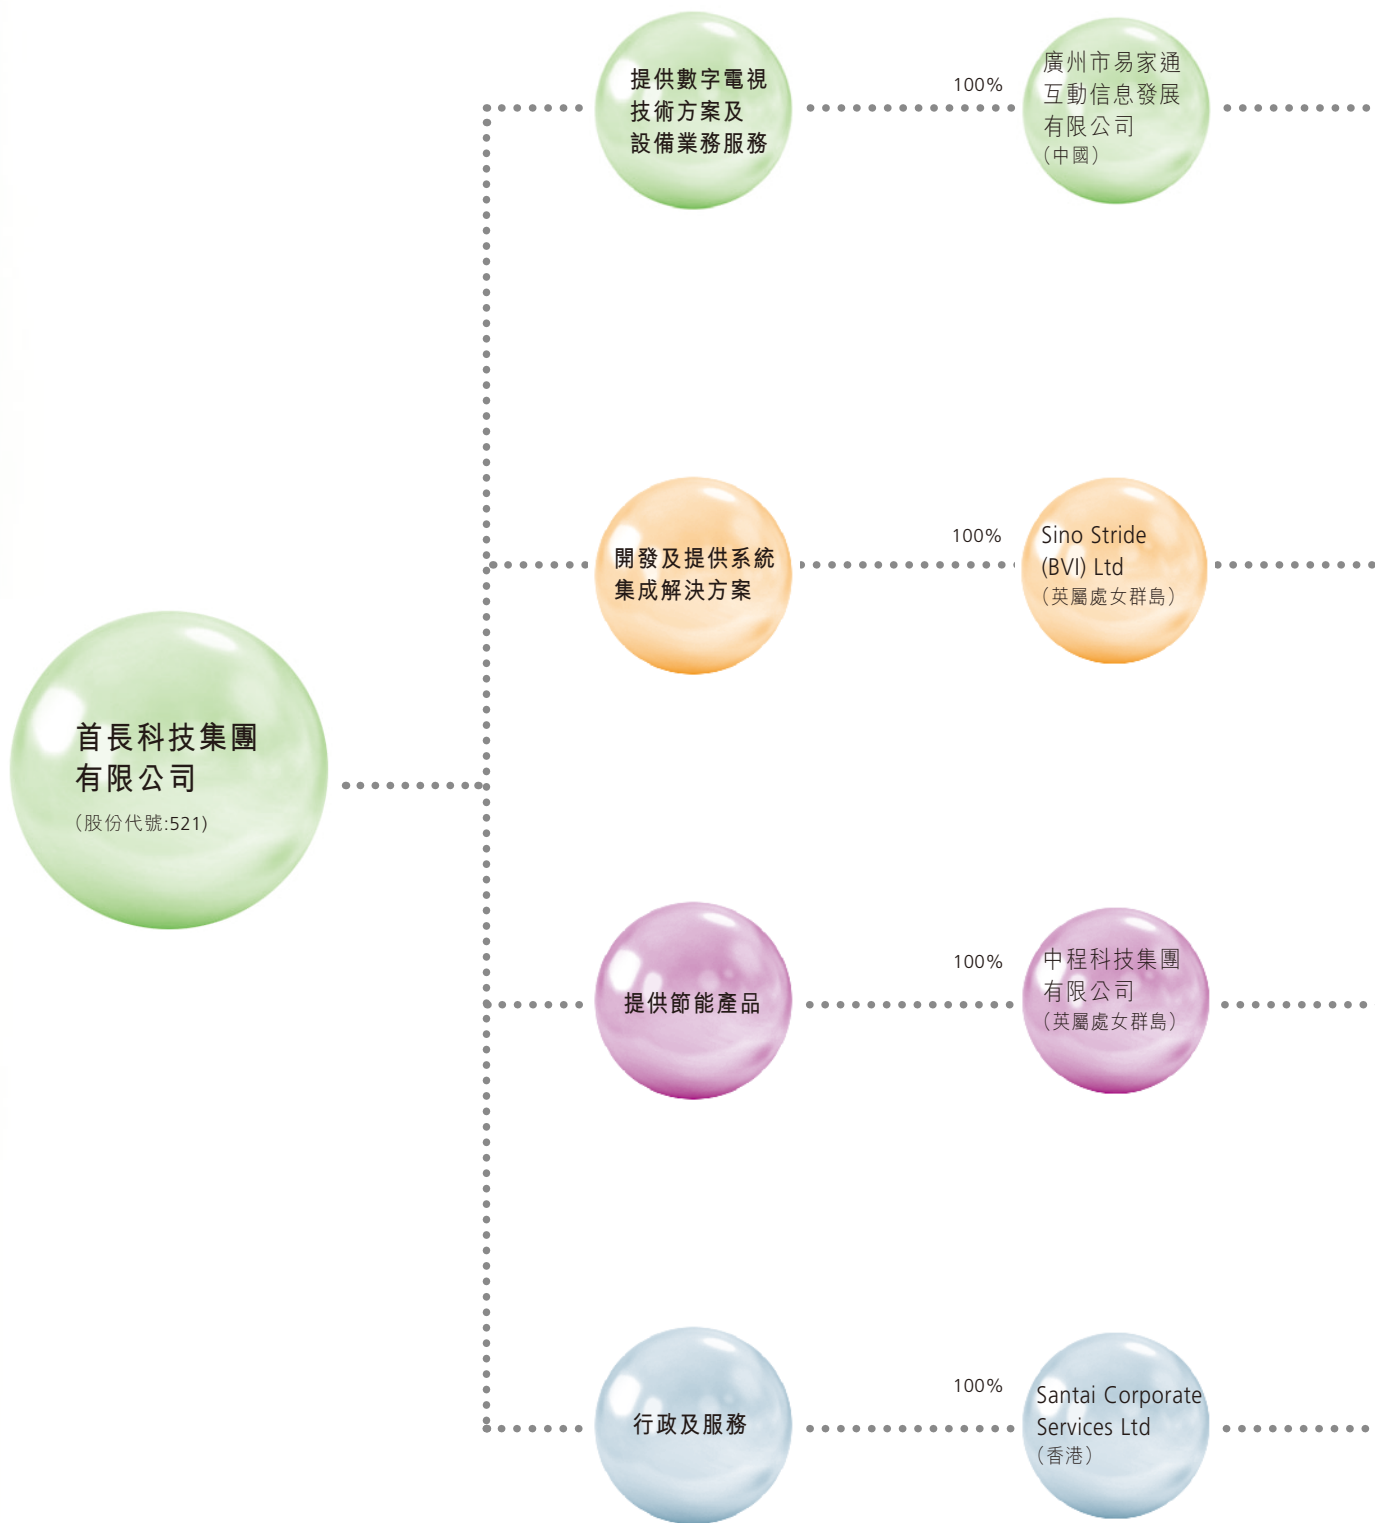 提供數字電視
技術方案及
設備業務服務
100%
廣州市易家通
互動信息發展
有限公司
（中國）
開發及提供系統
集成解決方案
100%
Sino Stride
(BVI) Ltd
（英屬處女群島）
首長科技集團
有限公司
（股份代號:521)
提供節能產品
100%
中程科技集團
有限公司
（英屬處女群島）
行政及服務
100%
Santai Corporate
Services Ltd
（香港）